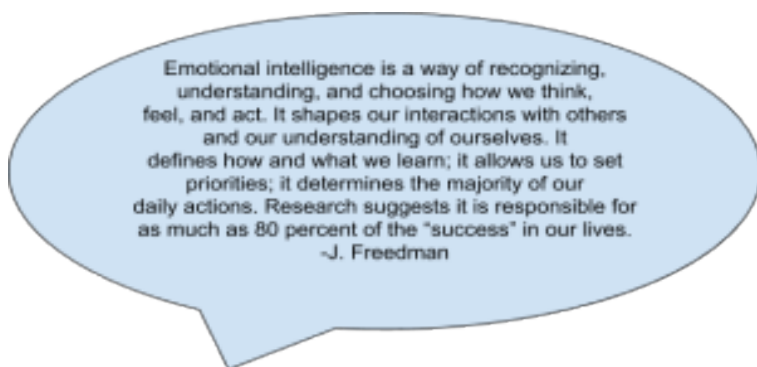 Emotional intelligence is a way of recognizing,
understanding, and choosing how we think,
feel, and act. It shapes our interactions with others
and our understanding of ourselves. It
defines how and what we learn; it allows us to set
priorities; it determines the majority of our
daily actions. Research suggests it is responsible for
as much as 80 percent of the “success” in our lives.
-J. Freedman